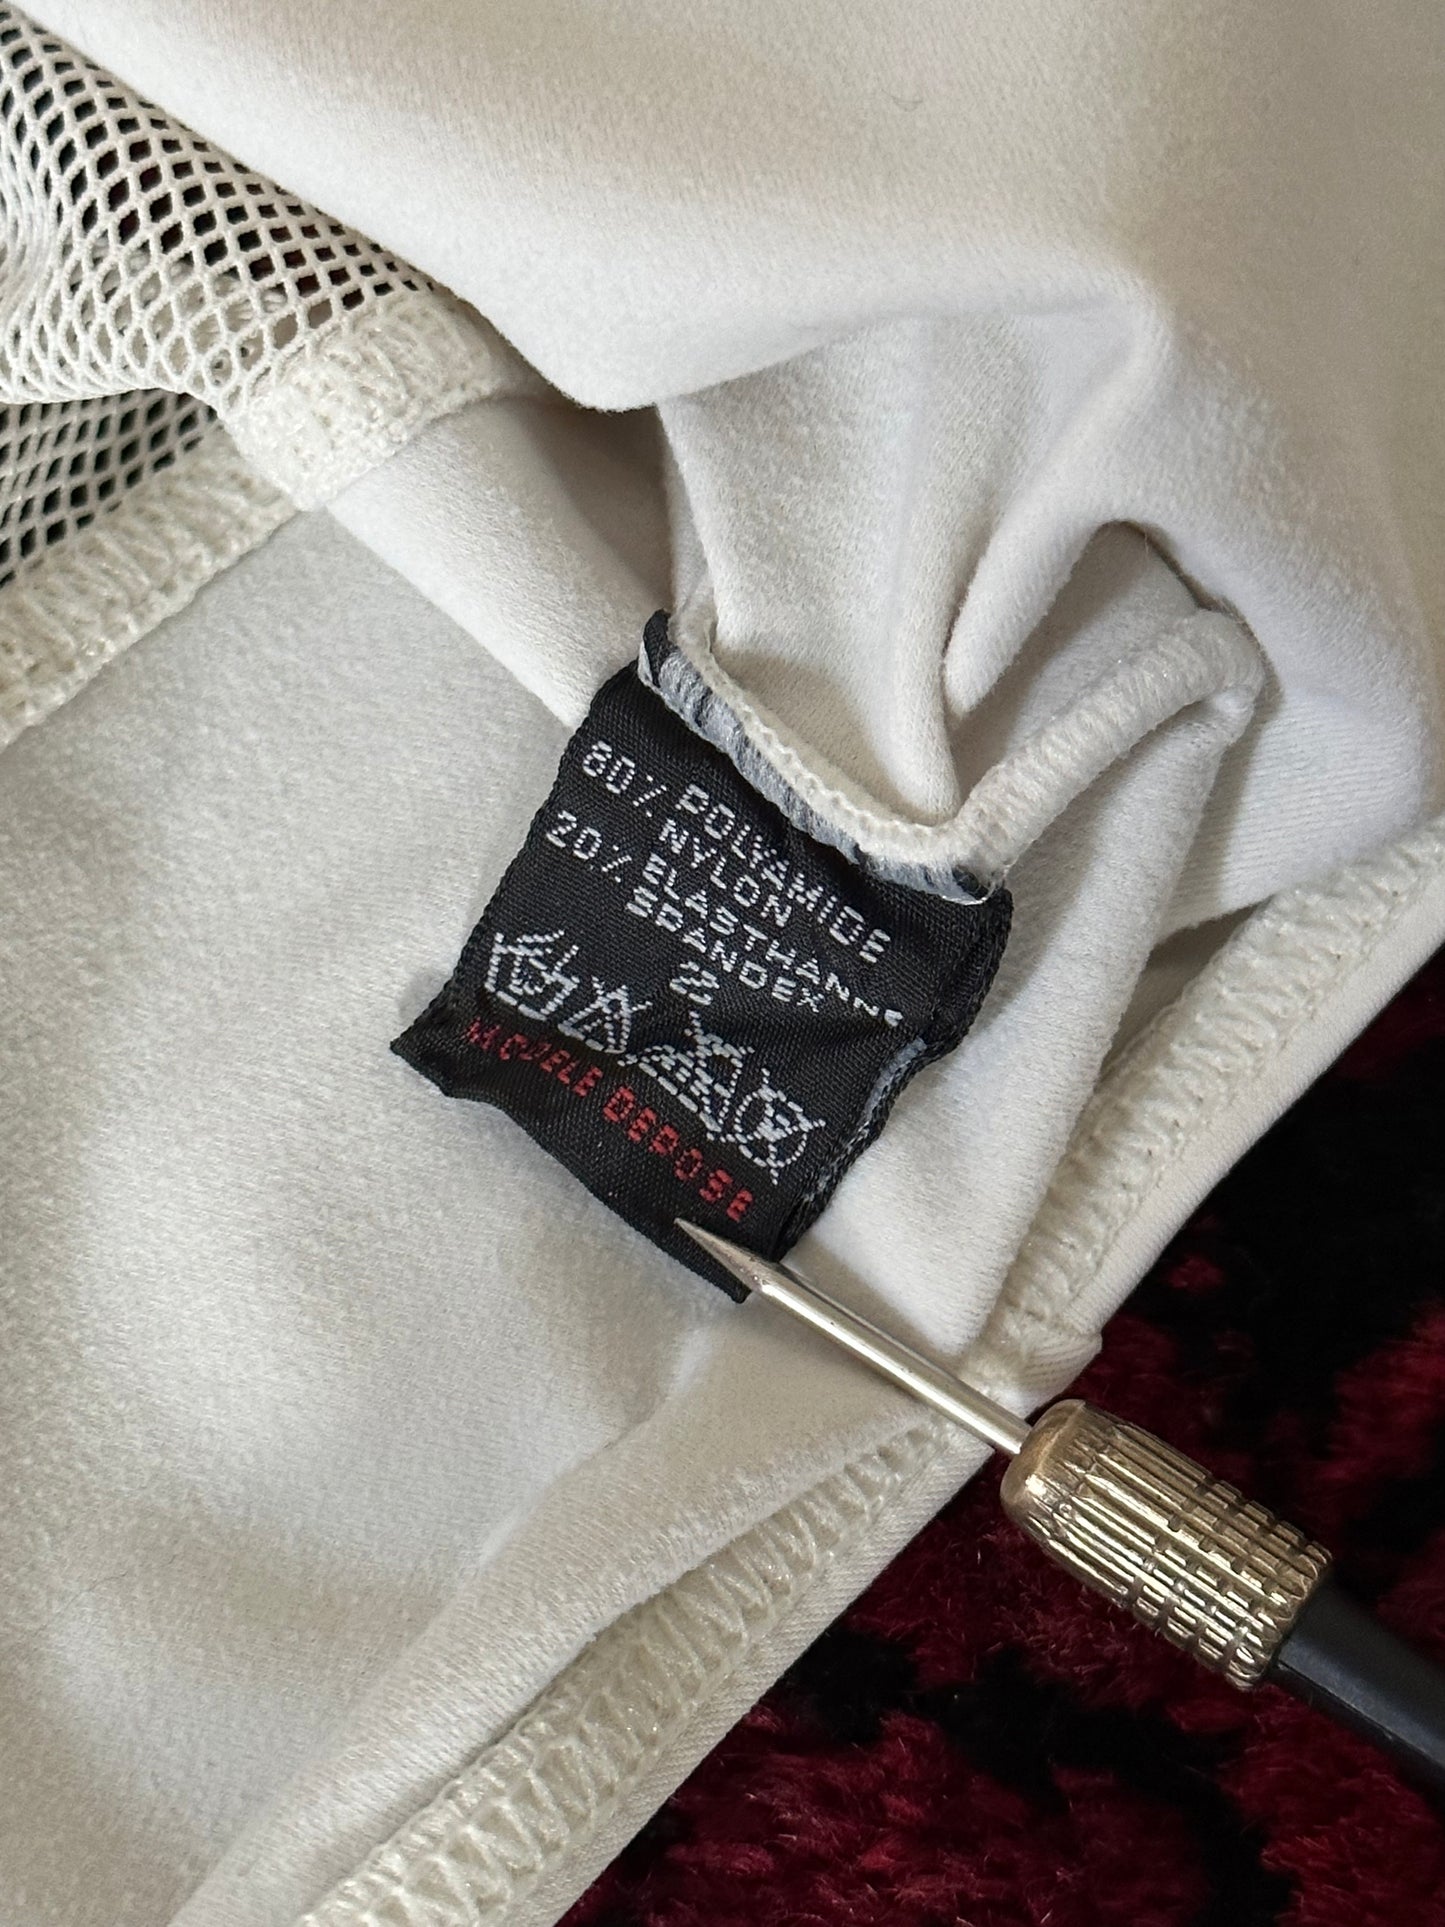 80% POLYAMIDE
NYLON
20% ELASTHANNE
SPANDEX
2
MODELE DEPOSE